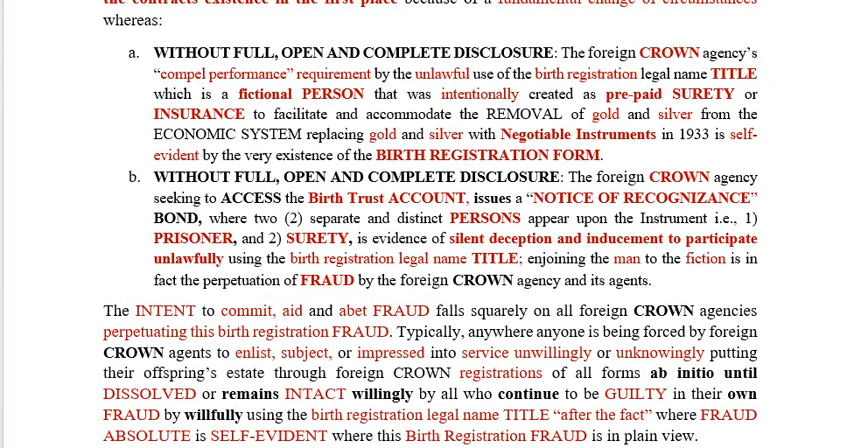 the contracts existence in the first place because of a fundamental change of circumstances
whereas:
a. WITHOUT FULL, OPEN AND COMPLETE DISCLOSURE: The foreign CROWN agency’s
“compel performance” requirement by the unlawful use of the birth registration legal name TITLE
which is a fictional PERSON that was intentionally created as pre-paid SURETY or
INSURANCE to facilitate and accommodate the REMOVAL of gold and silver from the
ECONOMIC SYSTEM replacing gold and silver with Negotiable Instruments in 1933 is self-
evident by the very existence of the BIRTH REGISTRATION FORM.
b. WITHOUT FULL, OPEN AND COMPLETE DISCLOSURE: The foreign CROWN agency
seeking to ACCESS the Birth Trust ACCOUNT, issues a “NOTICE OF RECOGNIZANCE”
BOND, where two (2) separate and distinct PERSONS appear upon the Instrument i.e., 1)
PRISONER, and 2) SURETY, is evidence of silent deception and inducement to participate
unlawfully using the birth registration legal name TITLE; enjoining the man to the fiction is in
fact the perpetuation of FRAUD by the foreign CROWN agency and its agents.
The INTENT to commit, aid and abet FRAUD falls squarely on all foreign CROWN agencies
perpetuating this birth registration FRAUD. Typically, anywhere anyone is being forced by foreign
CROWN agents to enlist, subject, or impressed into service unwillingly or unknowingly putting
their offspring’s estate through foreign CROWN registrations of all forms ab initio until
DISSOLVED or remains INTACT willingly by all who continue to be GUILTY in their own
FRAUD by willfully using the birth registration legal name TITLE “after the fact” where FRAUD
ABSOLUTE is SELF-EVIDENT where this Birth Registration FRAUD is in plain view.